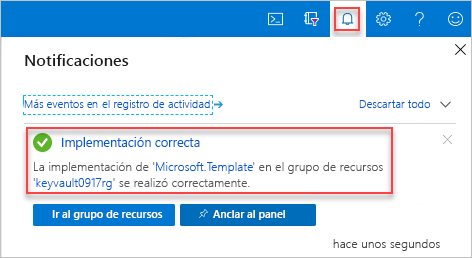 Notificaciones
Más eventos en el registro de actividad
Descartar todo
Implementación correcta
La implementación de 'Microsoft.Template' en el grupo de recursos
'keyvault0917rg' se realizó correctamente.
Ir al grupo de recursos
Anclar al panel
hace unos segundos